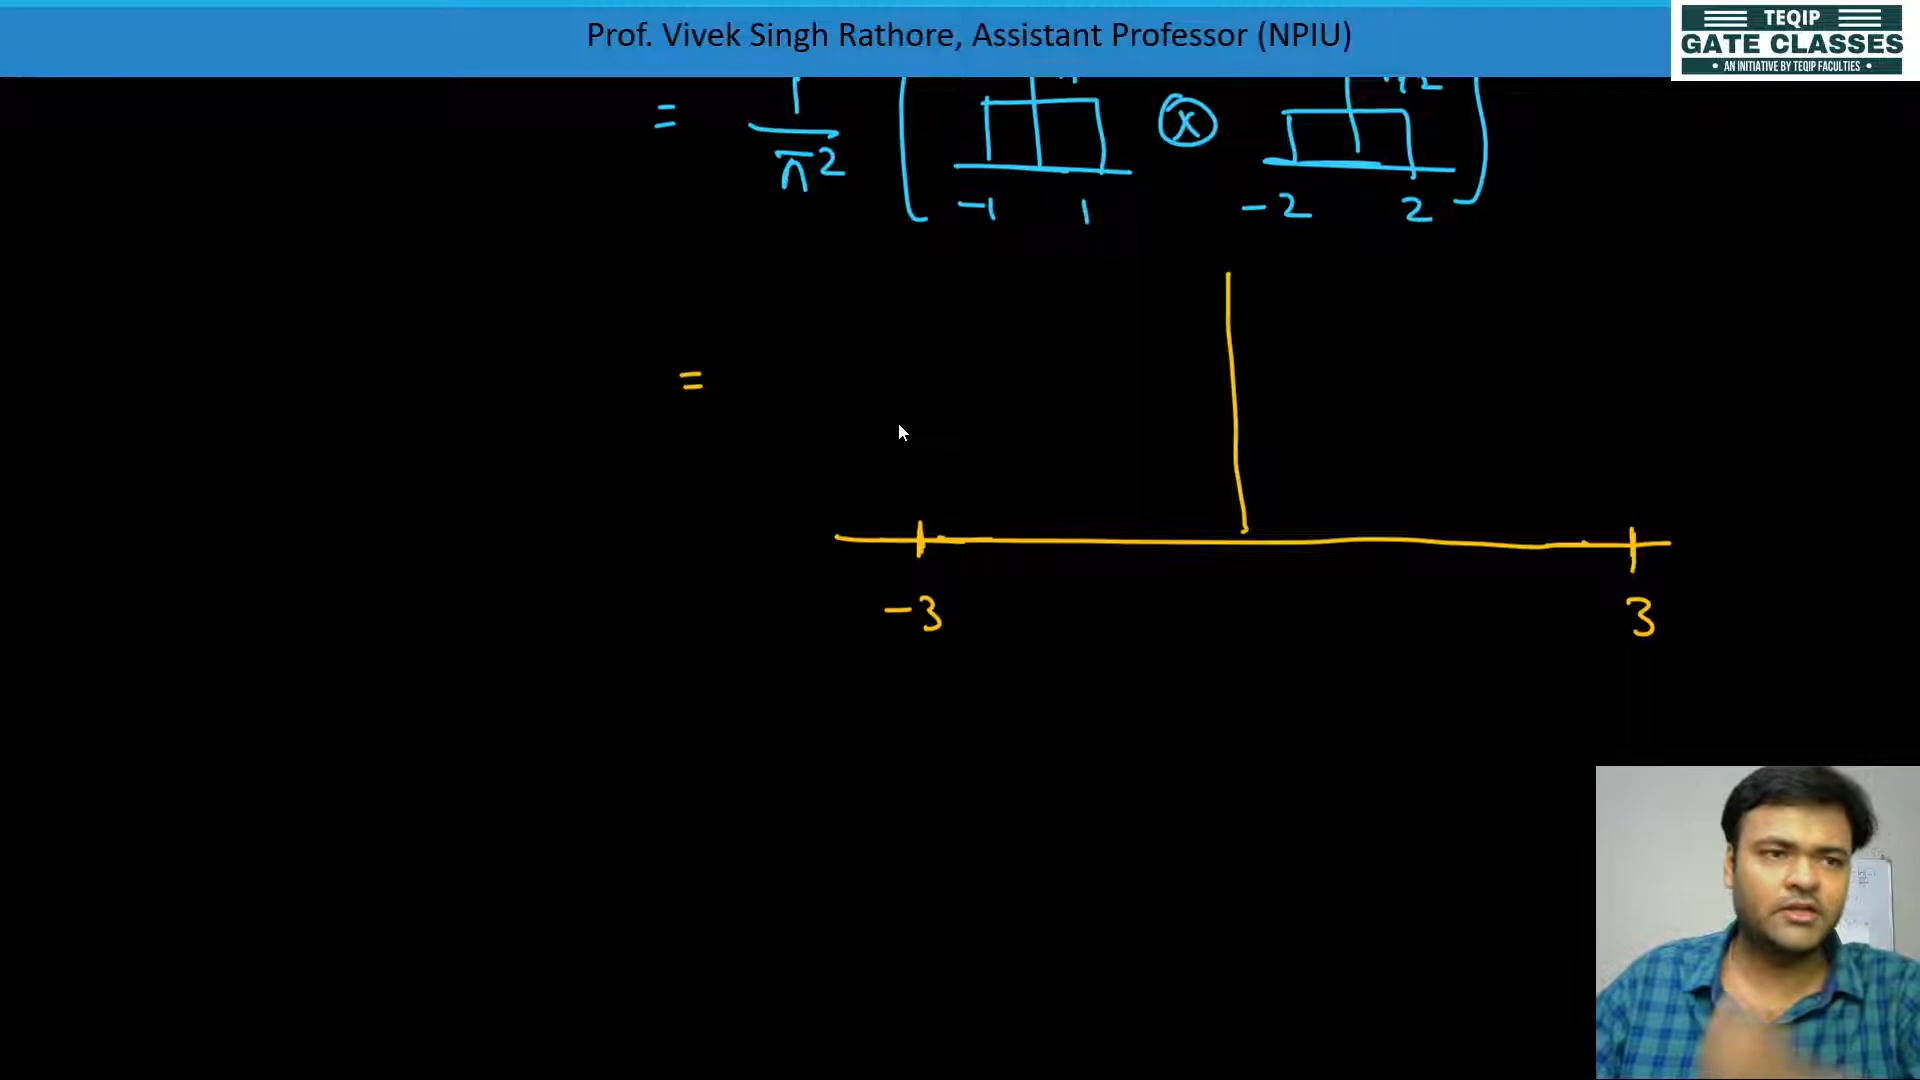 Prof. Vivek Singh Rathore, Assistant Professor (NPIU)
TEQIP
GATE CLASSES
• AN INITIATIVE BY TEQIP FACULTIES •
= 1/π² ( -1 1 ⊗ -2 2 )
=
-3 3